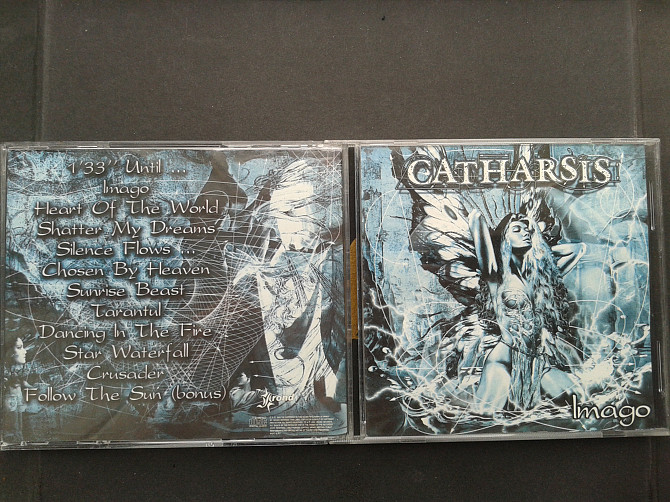 1'33'' Until ...
Imago
Heart Of The World
Shatter My Dreams
Silence Flows ...
Chosen By Heaven
Sunrise Beast
Tarantul
Dancing In The Fire
Star Waterfall
Crusader
Follow The Sun (bonus)
Irond
CATHARSIS
Imago